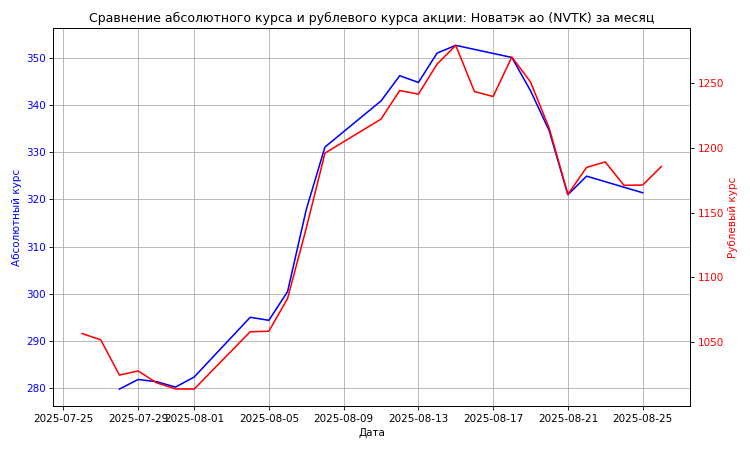 Сравнение абсолютного курса и рублевого курса акции: Новатэк ао (NVTK) за месяц
Абсолютный курс
350
340
330
320
310
300
290
280
1250
1200
1150
1100
1050
Рублевый курс
2025-07-25 2025-07-29 2025-08-01 2025-08-05 2025-08-09 2025-08-13 2025-08-17 2025-08-21 2025-08-25
Дата